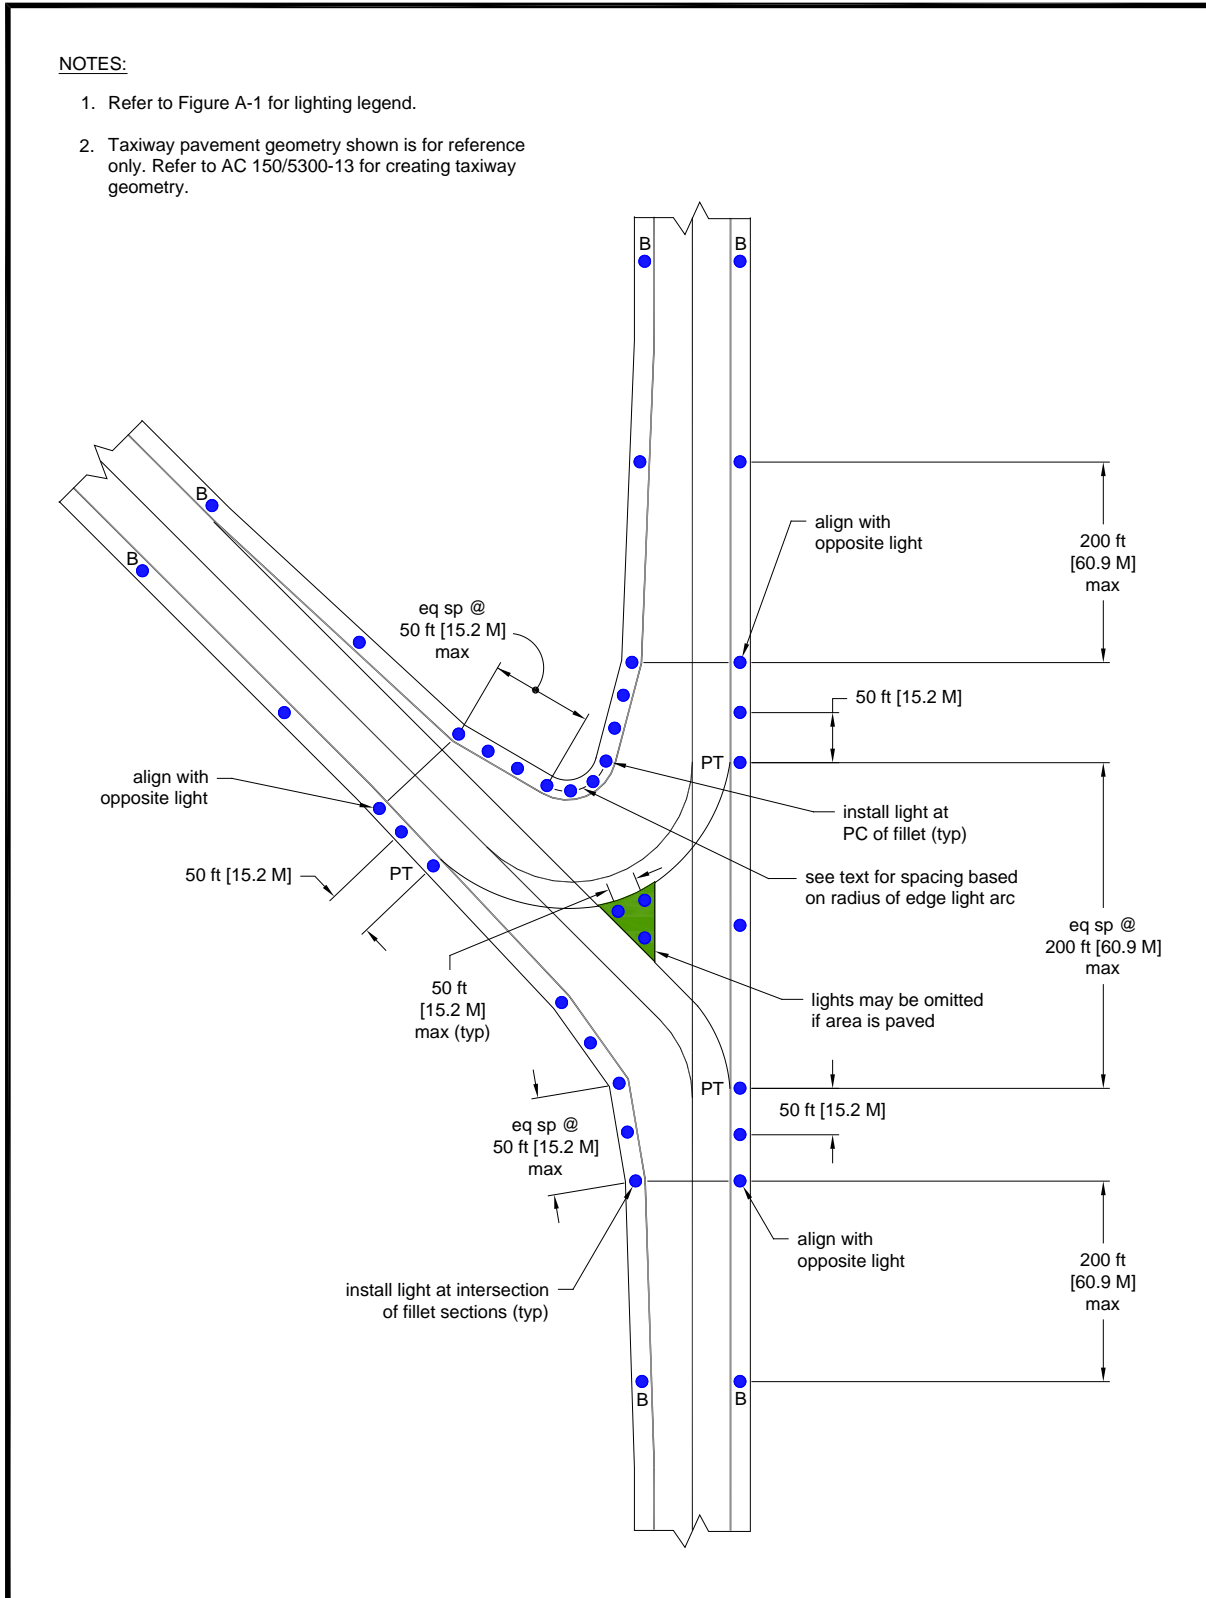 NOTES:
1. Refer to Figure A-1 for lighting legend.
2. Taxiway pavement geometry shown is for reference
only. Refer to AC 150/5300-13 for creating taxiway
geometry.
B
B
B
B
align with
opposite light
200 ft
[60.9 M]
max
eq sp @
50 ft [15.2 M]
max
50 ft [15.2 M]
PT
align with
opposite light
install light at
PC of fillet (typ)
50 ft [15.2 M]
PT
see text for spacing based
on radius of edge light arc
eq sp @
200 ft [60.9 M]
max
50 ft
[15.2 M]
max (typ)
lights may be omitted
if area is paved
PT
50 ft [15.2 M]
eq sp @
50 ft [15.2 M]
max
align with
opposite light
200 ft
[60.9 M]
max
install light at intersection
of fillet sections (typ)
B
B